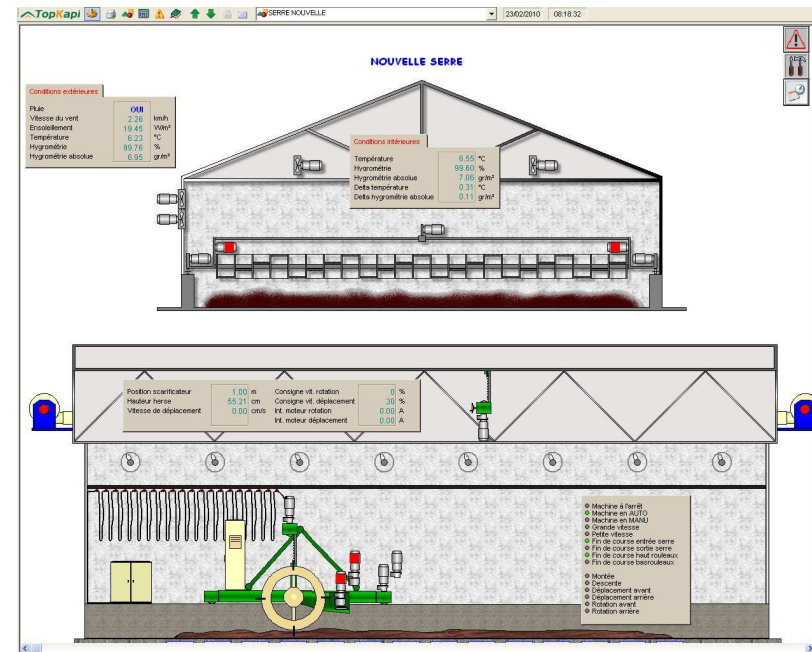 TopKapi
SERRE NOUVELLE
23/02/2010
08:18:32
NOUVELLE SERRE
Conditions extérieures
Pluie OUI
Vitesse du vent 2.26 km/h
Ensoleillement 19.45 W/m²
Température 6.23 °C
Hygrométrie 99.76 %
Hygrométrie absolue 6.95 gr/m³
Conditions intérieures
Température 6.55 °C
Hygrométrie 99.60 %
Hygrométrie absolue 7.06 gr/m³
Delta température 0.31 °C
Delta hygrométrie absolue 0.11 gr/m³
Position scarificateur 1.00 m Consigne vit. rotation 0 %
Hauteur herse 55.21 cm Consigne vit. déplacement 30 %
Vitesse de déplacement 0.00 cm/s Int. moteur rotation 0.00 A
Int. moteur déplacement 0.00 A
Machine à l'arrêt
Machine en AUTO
Machine en MANU
Grande vitesse
Petite vitesse
Fin de course entrée serre
Fin de course sortie serre
Fin de course haut rouleaux
Fin de course basrouleaux
Montée
Descente
Déplacement avant
Déplacement arrière
Rotation avant
Rotation arrière